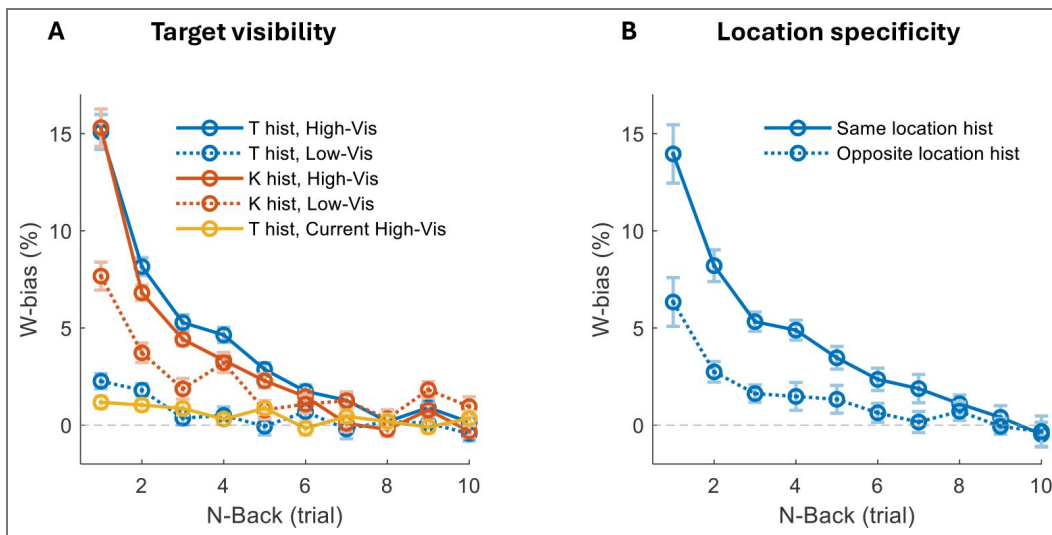 A Target visibility
B Location specificity
T hist, High-Vis
T hist, Low-Vis
K hist, High-Vis
K hist, Low-Vis
T hist, Current High-Vis
W-bias (%)
15
10
5
0
2 4 6 8 10
N-Back (trial)
Same location hist
Opposite location hist
W-bias (%)
15
10
5
0
2 4 6 8 10
N-Back (trial)